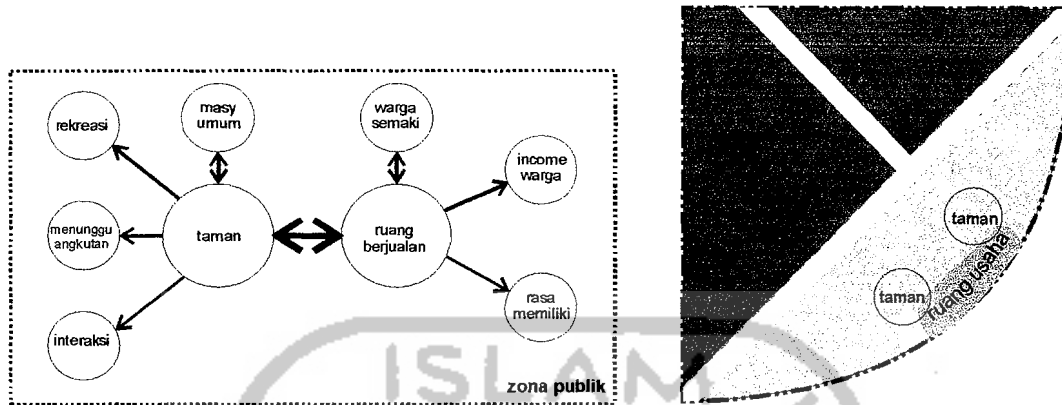 rekreasi
masy
umum
warga
semaki
income
warga
menunggu
angkutan
taman
ruang
berjualan
rasa
memiliki
interaksi
zona publik
ISLAM
taman
taman
ruang usaha